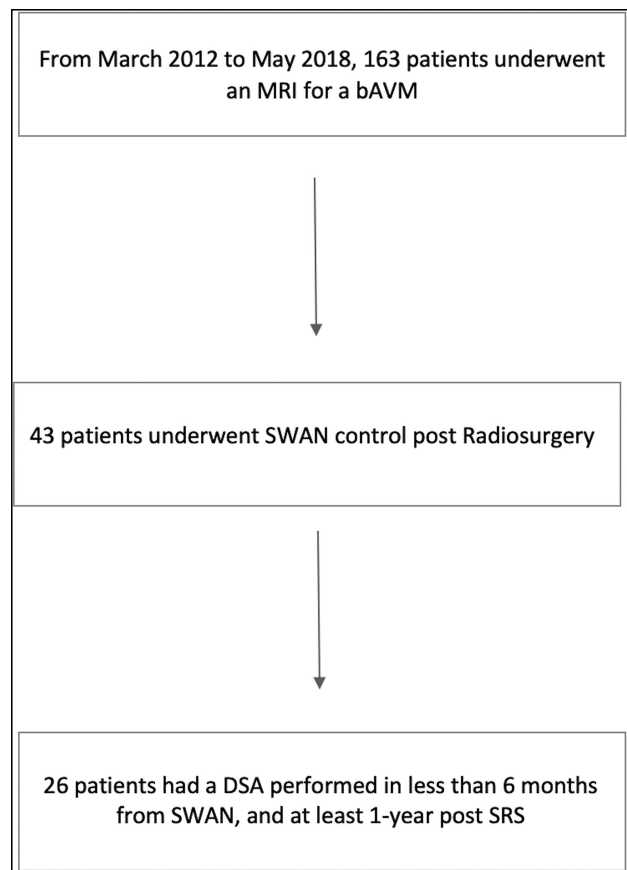 From March 2012 to May 2018, 163 patients underwent
an MRI for a bAVM
43 patients underwent SWAN control post Radiosurgery
26 patients had a DSA performed in less than 6 months
from SWAN, and at least 1-year post SRS